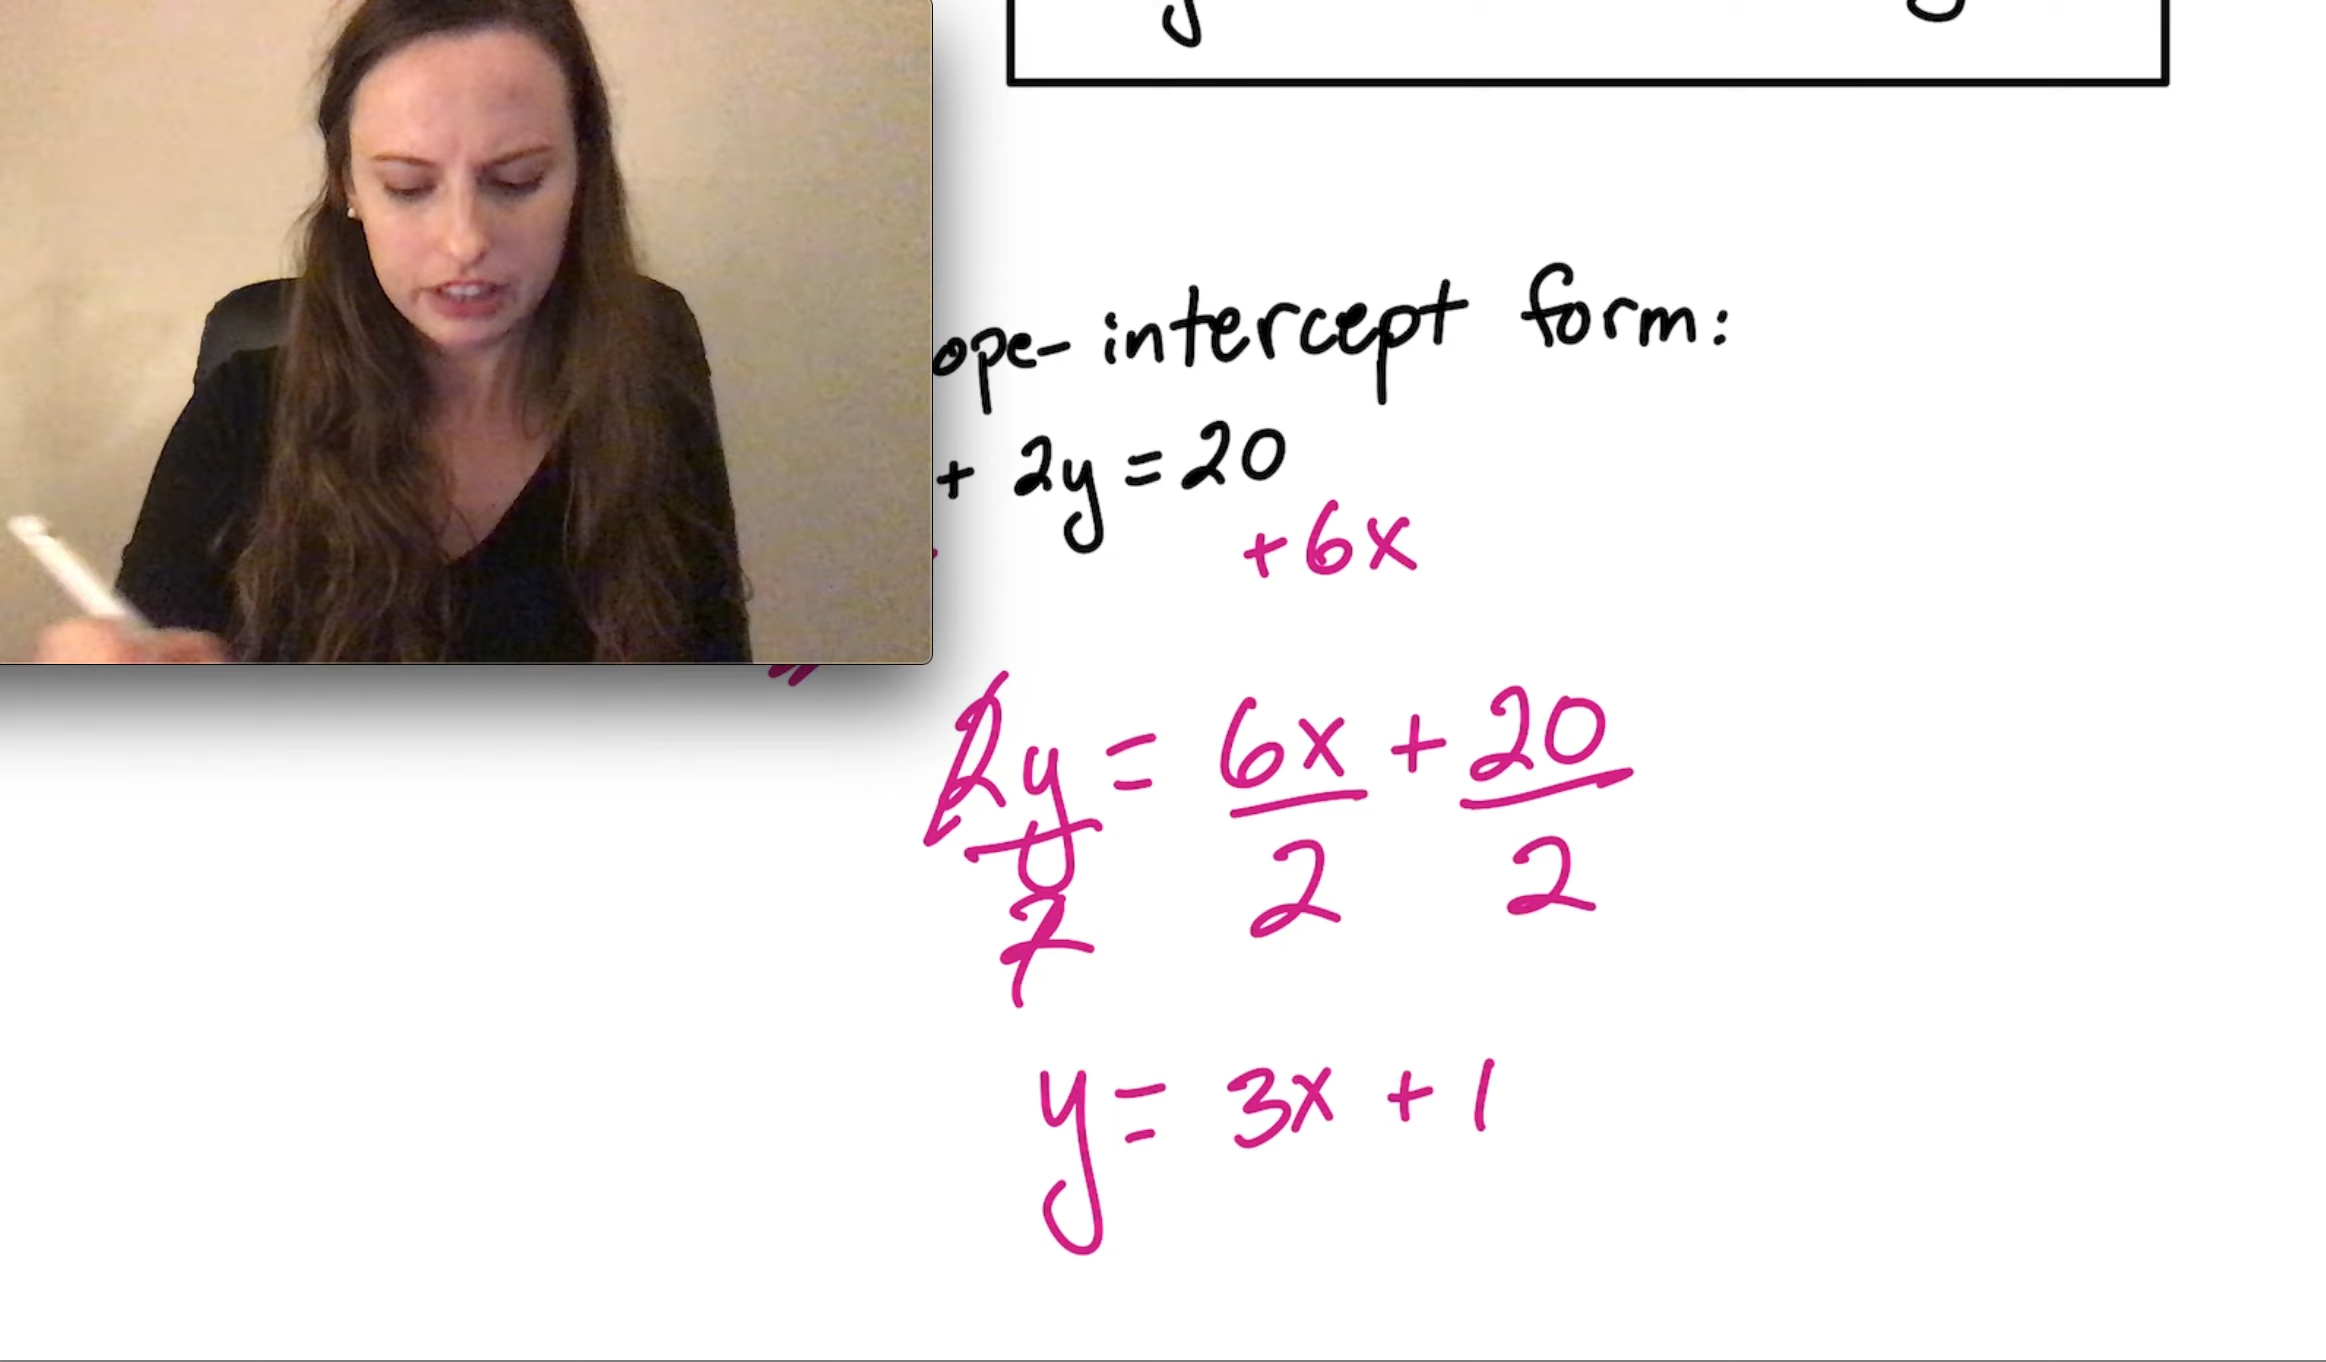 ope- intercept form:
+ 2y = 20
+6x
2y = 6x + 20
2 2 2
y = 3x + 1